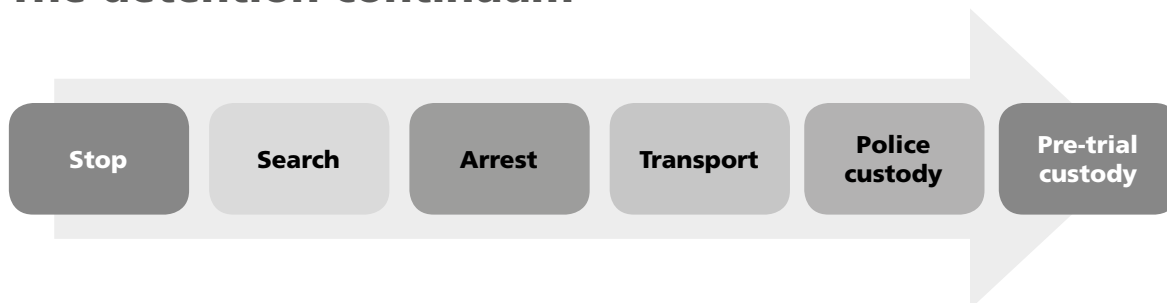 The detention continuum
Stop
Search
Arrest
Transport
Police
custody
Pre-trial
custody